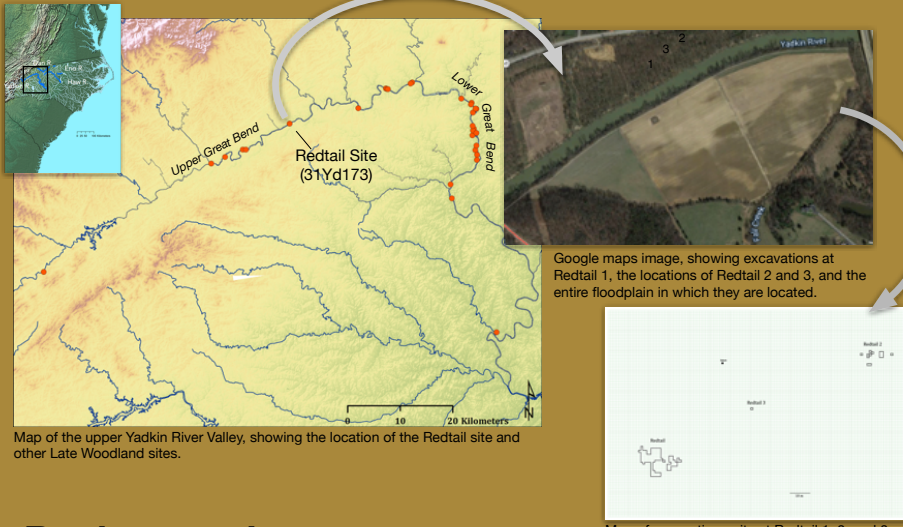 Eno R.
Haw R.
Upper Great Bend
Redtail Site
(31Yd173)
Lower Great Bend
0 10 20 Kilometers
N
Map of the upper Yadkin River Valley, showing the location of the Redtail site and
other Late Woodland sites.
Yadkin River
1
2
3
Google maps image, showing excavations at
Redtail 1, the locations of Redtail 2 and 3, and the
entire floodplain in which they are located.
Redtail 2
Redtail 3
Redtail